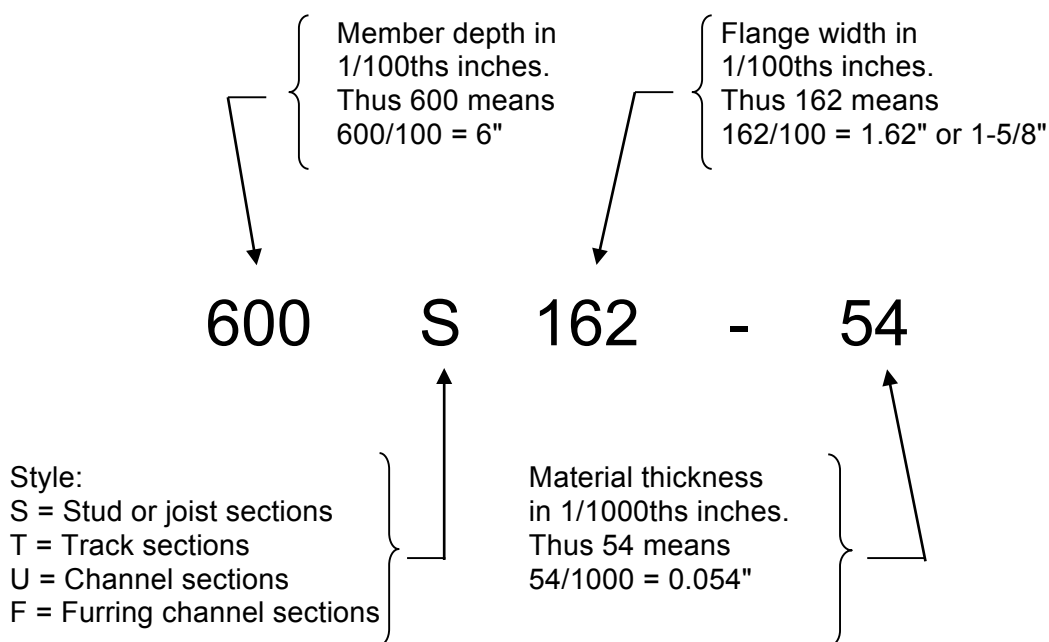 Member depth in
1/100ths inches.
Thus 600 means
600/100 = 6"
Flange width in
1/100ths inches.
Thus 162 means
162/100 = 1.62" or 1-5/8"
600 S 162 - 54
Style:
S = Stud or joist sections
T = Track sections
U = Channel sections
F = Furring channel sections
Material thickness
in 1/1000ths inches.
Thus 54 means
54/1000 = 0.054"